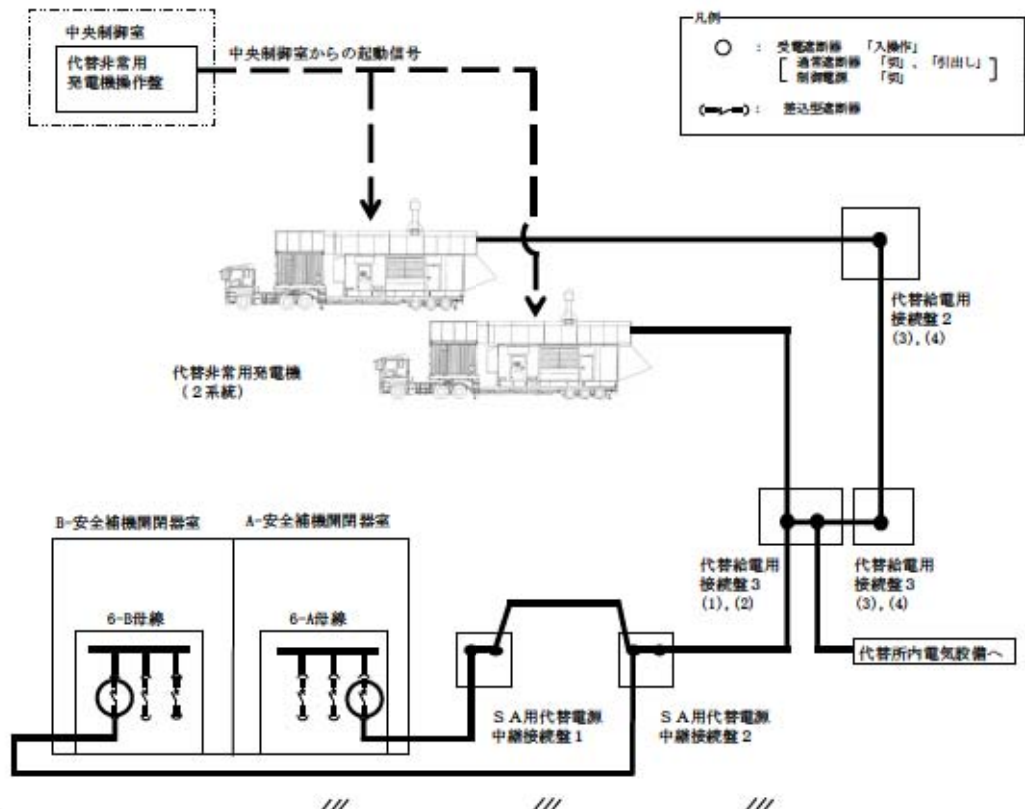 中央制御室
代替非常用
発電機操作盤
中央制御室からの起動信号
凡例
○ : 受電遮断器 「入操作」
[ 通常遮断器 「切」、「引出し」 ]
制御電源 「切」
: 差込型遮断器
代替給電用
接続盤2
(3),(4)
代替非常用発電機
(2系統)
B-安全補機開閉器室
A-安全補機開閉器室
6-B母線
6-A母線
代替給電用
接続盤3
(1),(2)
代替給電用
接続盤3
(3),(4)
代替所内電気設備へ
SA用代替電源
中継接続盤1
SA用代替電源
中継接続盤2